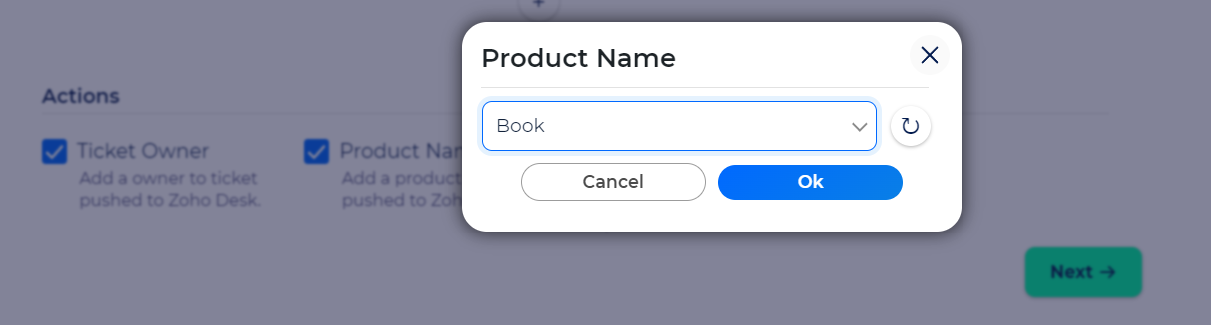 Product Name
Book
Cancel
Ok
Actions
Ticket Owner
Add a owner to ticket
pushed to Zoho Desk.
Product Nam
Add a product
pushed to Zoh
Next →